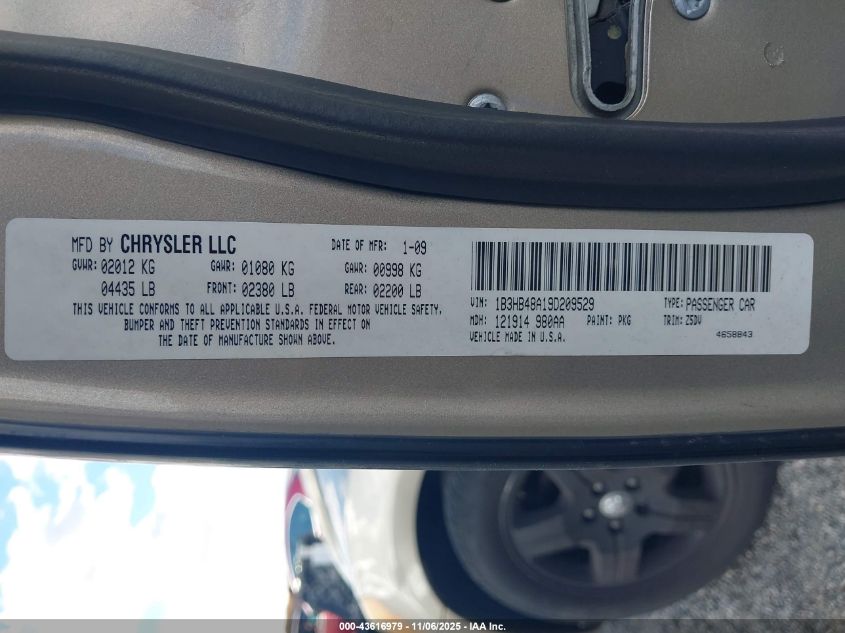 MFD BY CHRYSLER LLC DATE OF MFR: 1-09
GVWR: 02012 KG GAWR: 01080 KG GAWR: 00998 KG
04435 LB FRONT: 02380 LB REAR: 02200 LB
THIS VEHICLE CONFORMS TO ALL APPLICABLE U.S.A. FEDERAL MOTOR VEHICLE SAFETY,
BUMPER AND THEFT PREVENTION STANDARDS IN EFFECT ON
THE DATE OF MANUFACTURE SHOWN ABOVE.
VIN: 1B3HB48A19D209529 TYPE: PASSENGER CAR
MDH: 121914 980AA PAINT: PKG TRIM: Z5DV
VEHICLE MADE IN U.S.A. 4658843
000-43616979 - 11/06/2025 - IAA Inc.